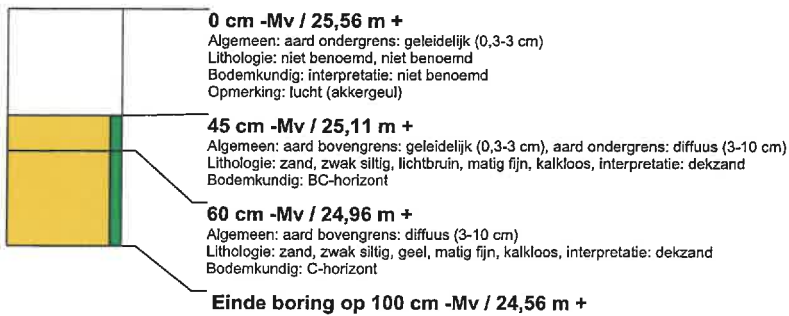 0 cm -Mv / 25,56 m +
Algemeen: aard ondergrens: geleidelijk (0,3-3 cm)
Lithologie: niet benoemd, niet benoemd
Bodemkundig: interpretatie: niet benoemd
Opmerking: lucht (akkergeul)
45 cm -Mv / 25,11 m +
Algemeen: aard bovengrens: geleidelijk (0,3-3 cm), aard ondergrens: diffuus (3-10 cm)
Lithologie: zand, zwak siltig, lichtbruin, matig fijn, kalkloos, interpretatie: dekzand
Bodemkundig: BC-horizont
60 cm -Mv / 24,96 m +
Algemeen: aard bovengrens: diffuus (3-10 cm)
Lithologie: zand, zwak siltig, geel, matig fijn, kalkloos, interpretatie: dekzand
Bodemkundig: C-horizont
Einde boring op 100 cm -Mv / 24,56 m +